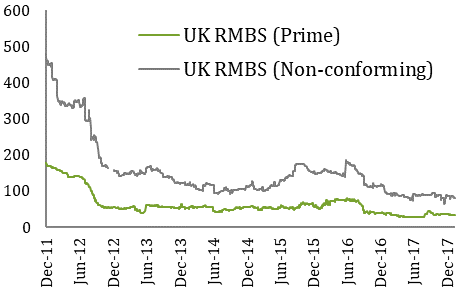 600
500
400
300
200
100
0
UK RMBS (Prime)
UK RMBS (Non-conforming)
Dec-11
Jun-12
Dec-12
Jun-13
Dec-13
Jun-14
Dec-14
Jun-15
Dec-15
Jun-16
Dec-16
Jun-17
Dec-17